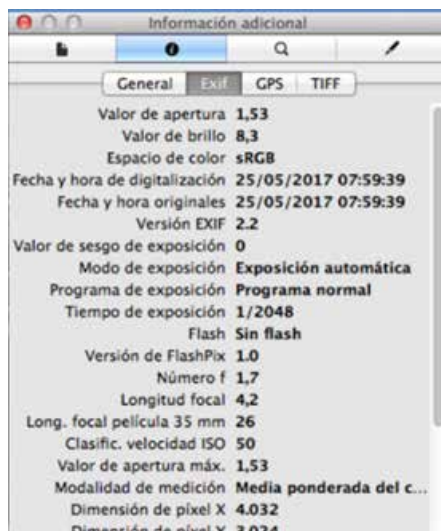 Información adicional
General Exif GPS TIFF
Valor de apertura 1,53
Valor de brillo 8,3
Espacio de color sRGB
Fecha y hora de digitalización 25/05/2017 07:59:39
Fecha y hora originales 25/05/2017 07:59:39
Versión EXIF 2.2
Valor de sesgo de exposición 0
Modo de exposición Exposición automática
Programa de exposición Programa normal
Tiempo de exposición 1/2048
Flash Sin flash
Versión de FlashPix 1.0
Número f 1,7
Longitud focal 4,2
Long. focal película 35 mm 26
Clasific. velocidad ISO 50
Valor de apertura máx. 1,53
Modalidad de medición Media ponderada del c...
Dimensión de píxel X 4.032
Dimensión de píxel Y 3.024